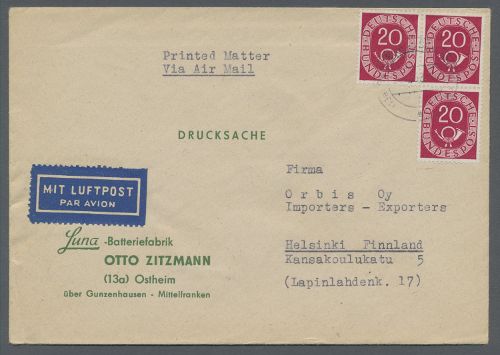 Printed Matter
Via Air Mail
DEUTSCHE
20
BUNDESPOST
DEUTSCHE
20
BUNDESPOST
DEUTSCHE
20
BUNDESPOST
DRUCKSACHE
MIT LUFTPOST
PAR AVION
Firma
Orbis Oy
Importers - Exporters
Helsinki Finnland
Kansakoulukatu 5
(Lapinlahdenk. 17)
Luna-Batteriefabrik
OTTO ZITZMANN
(13a) Ostheim
über Gunzenhausen - Mittelfranken